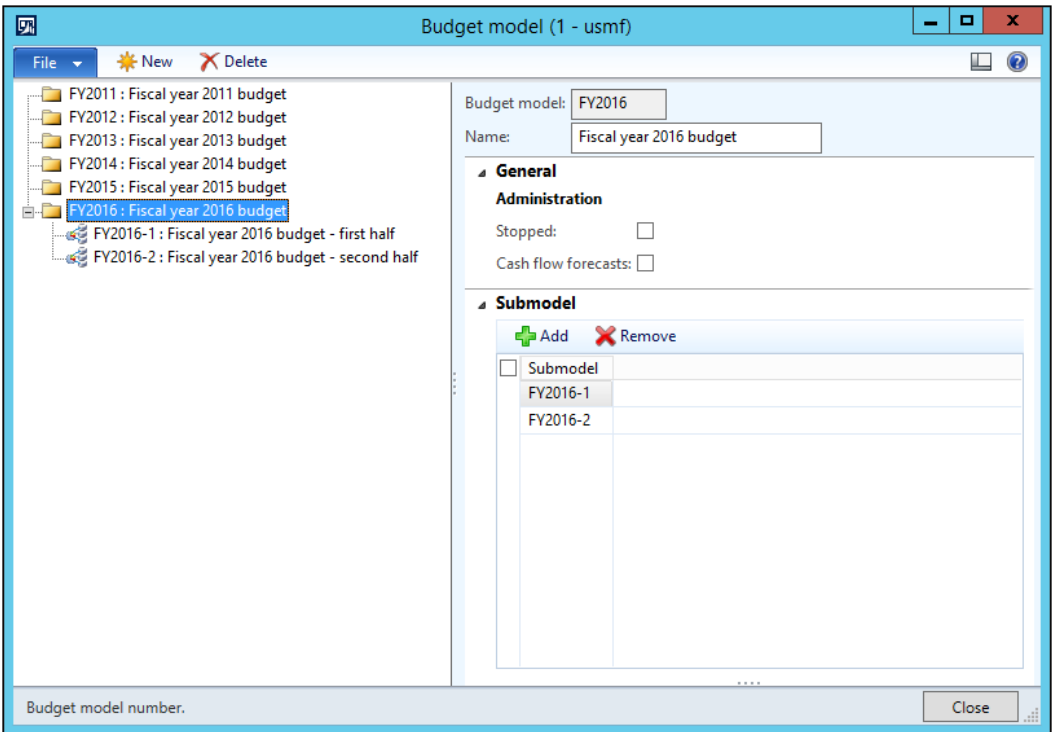 Budget model (1 - usmf)
File New Delete
FY2011 : Fiscal year 2011 budget
FY2012 : Fiscal year 2012 budget
FY2013 : Fiscal year 2013 budget
FY2014 : Fiscal year 2014 budget
FY2015 : Fiscal year 2015 budget
FY2016 : Fiscal year 2016 budget
FY2016-1 : Fiscal year 2016 budget - first half
FY2016-2 : Fiscal year 2016 budget - second half
Budget model: FY2016
Name: Fiscal year 2016 budget
General
Administration
Stopped:
Cash flow forecasts:
Submodel
Add Remove
Submodel
FY2016-1
FY2016-2
Budget model number.
Close